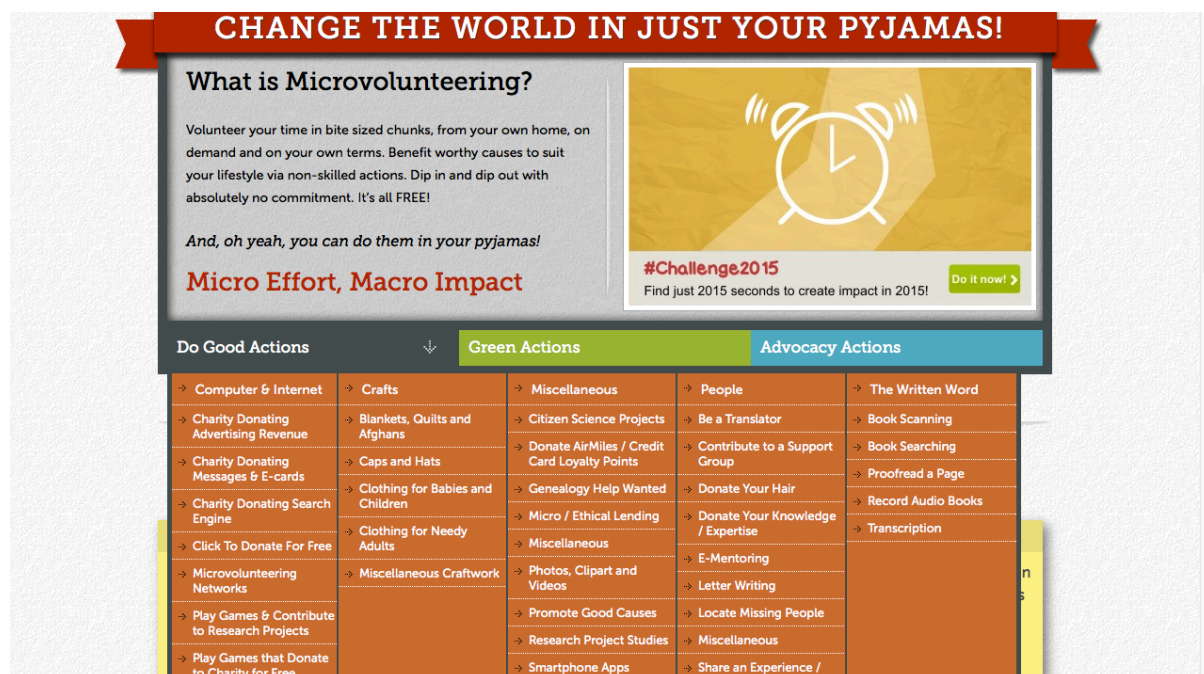 CHANGE THE WORLD IN JUST YOUR PYJAMAS!
What is Microvolunteering?
Volunteer your time in bite sized chunks, from your own home, on
demand and on your own terms. Benefit worthy causes to suit
your lifestyle via non-skilled actions. Dip in and dip out with
absolutely no commitment. It's all FREE!
And, oh yeah, you can do them in your pyjamas!
Micro Effort, Macro Impact
#Challenge2015
Find just 2015 seconds to create impact in 2015!
Do it now!
Do Good Actions
Green Actions
Advocacy Actions
Computer & Internet
Charity Donating
Advertising Revenue
Charity Donating
Messages & E-cards
Charity Donating Search
Engine
Click To Donate For Free
Microvolunteering
Networks
Play Games & Contribute
to Research Projects
Play Games that Donate
to Charity for Free
Crafts
Blankets, Quilts and
Afghans
Caps and Hats
Clothing for Babies and
Children
Clothing for Needy
Adults
Miscellaneous Craftwork
Miscellaneous
Citizen Science Projects
Donate AirMiles / Credit
Card Loyalty Points
Genealogy Help Wanted
Micro / Ethical Lending
Miscellaneous
Photos, Clipart and
Videos
Promote Good Causes
Research Project Studies
Smartphone Apps
People
Be a Translator
Contribute to a Support
Group
Donate Your Hair
Donate Your Knowledge
/ Expertise
E-Mentoring
Letter Writing
Locate Missing People
Miscellaneous
Share an Experience /
The Written Word
Book Scanning
Book Searching
Proofread a Page
Record Audio Books
Transcription